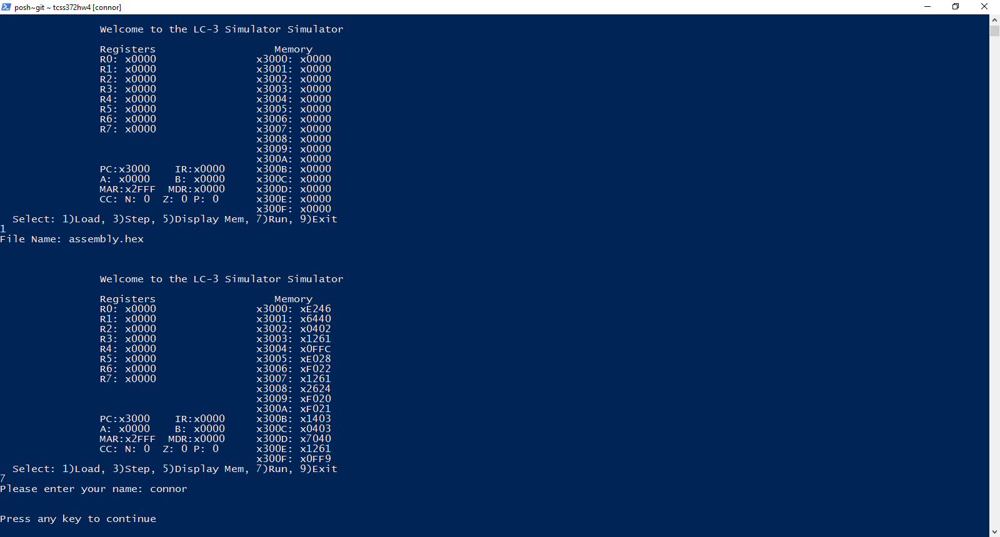 posh~git ~ tcss372hw4 [connor]
Welcome to the LC-3 Simulator Simulator
Registers Memory
R0: x0000 x3000: x0000
R1: x0000 x3001: x0000
R2: x0000 x3002: x0000
R3: x0000 x3003: x0000
R4: x0000 x3004: x0000
R5: x0000 x3005: x0000
R6: x0000 x3006: x0000
R7: x0000 x3007: x0000
x3008: x0000
x3009: x0000
x300A: x0000
PC:x3000 IR:x0000 x300B: x0000
A: x0000 B: x0000 x300C: x0000
MAR:x2FFF MDR:x0000 x300D: x0000
CC: N: 0 Z: 0 P: 0 x300E: x0000
x300F: x0000
Select: 1)Load, 3)Step, 5)Display Mem, 7)Run, 9)Exit
1
File Name: assembly.hex
Welcome to the LC-3 Simulator Simulator
Registers Memory
R0: x0000 x3000: xE246
R1: x0000 x3001: x6440
R2: x0000 x3002: x0402
R3: x0000 x3003: x1261
R4: x0000 x3004: x0FFC
R5: x0000 x3005: xE028
R6: x0000 x3006: xF022
R7: x0000 x3007: x1261
x3008: x2624
x3009: xF020
x300A: xF021
PC:x3000 IR:x0000 x300B: x1403
A: x0000 B: x0000 x300C: x0403
MAR:x2FFF MDR:x0000 x300D: x7040
CC: N: 0 Z: 0 P: 0 x300E: x1261
x300F: x0FF9
Select: 1)Load, 3)Step, 5)Display Mem, 7)Run, 9)Exit
7
Please enter your name: connor
Press any key to continue